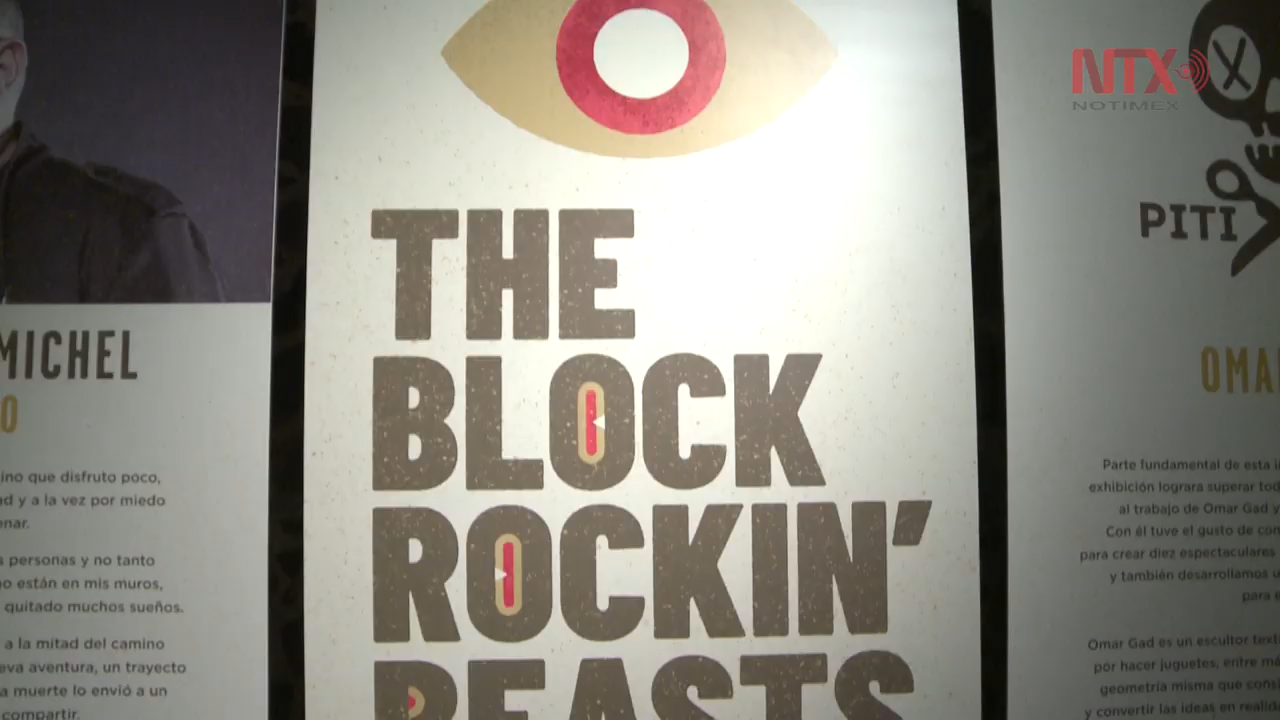 NTX
NOTIMEX
MICHEL
O
ino que disfruto poco,
ad y a la vez por miedo
enar.
s personas y no tanto
no están en mis muros,
quitado muchos sueños.
a la mitad del camino
eva aventura, un trayecto
a muerte lo envió a un
compartir.
THE
BLOCK
ROCKIN'
BEASTS
PITI
OMA
Parte fundamental de esta i
exhibición lograra superar tod
al trabajo de Omar Gad y
Con él tuve el gusto de con
para crear diez espectaculares
y también desarrollamos u
para e
Omar Gad es un escultor text
por hacer juguetes, entre má
geometría misma que cons
y convertir las ideas en realid